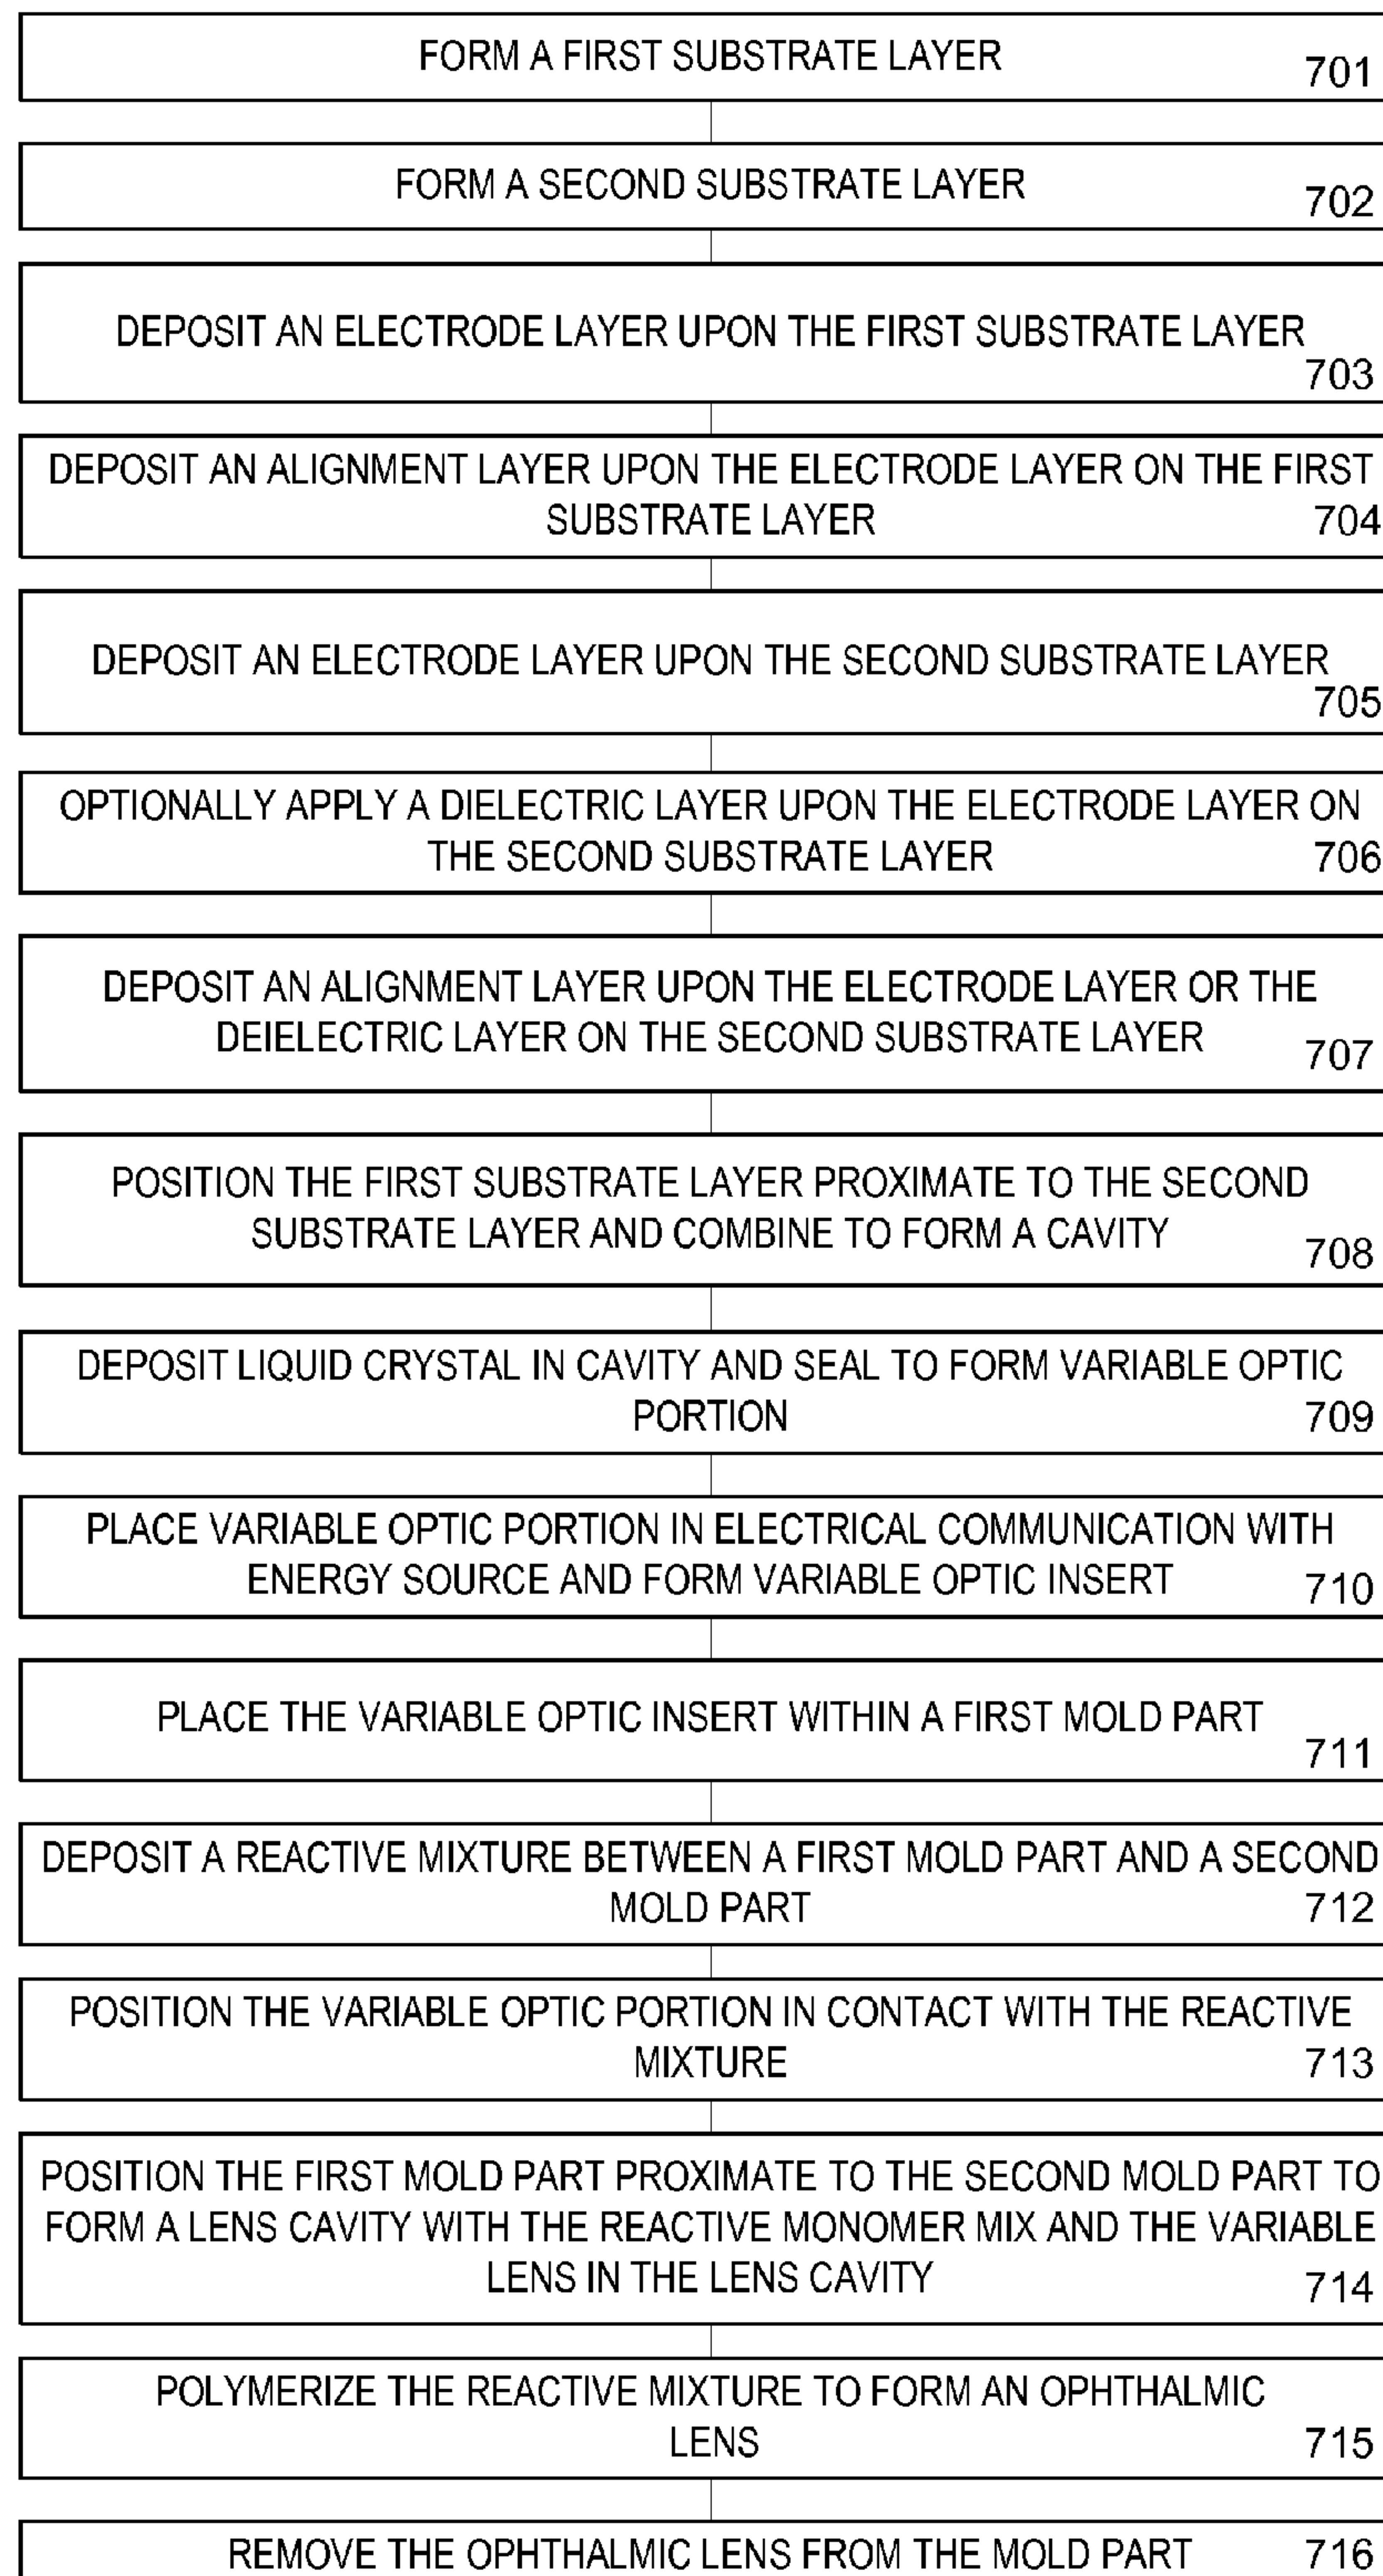 FORM A FIRST SUBSTRATE LAYER
701
FORM A SECOND SUBSTRATE LAYER
702
DEPOSIT AN ELECTRODE LAYER UPON THE FIRST SUBSTRATE LAYER
703
DEPOSIT AN ALIGNMENT LAYER UPON THE ELECTRODE LAYER ON THE FIRST
SUBSTRATE LAYER 704
DEPOSIT AN ELECTRODE LAYER UPON THE SECOND SUBSTRATE LAYER
705
OPTIONALLY APPLY A DIELECTRIC LAYER UPON THE ELECTRODE LAYER ON
THE SECOND SUBSTRATE LAYER 706
DEPOSIT AN ALIGNMENT LAYER UPON THE ELECTRODE LAYER OR THE
DEIELECTRIC LAYER ON THE SECOND SUBSTRATE LAYER 707
POSITION THE FIRST SUBSTRATE LAYER PROXIMATE TO THE SECOND
SUBSTRATE LAYER AND COMBINE TO FORM A CAVITY 708
DEPOSIT LIQUID CRYSTAL IN CAVITY AND SEAL TO FORM VARIABLE OPTIC
PORTION 709
PLACE VARIABLE OPTIC PORTION IN ELECTRICAL COMMUNICATION WITH
ENERGY SOURCE AND FORM VARIABLE OPTIC INSERT 710
PLACE THE VARIABLE OPTIC INSERT WITHIN A FIRST MOLD PART
711
DEPOSIT A REACTIVE MIXTURE BETWEEN A FIRST MOLD PART AND A SECOND
MOLD PART 712
POSITION THE VARIABLE OPTIC PORTION IN CONTACT WITH THE REACTIVE
MIXTURE 713
POSITION THE FIRST MOLD PART PROXIMATE TO THE SECOND MOLD PART TO
FORM A LENS CAVITY WITH THE REACTIVE MONOMER MIX AND THE VARIABLE
LENS IN THE LENS CAVITY 714
POLYMERIZE THE REACTIVE MIXTURE TO FORM AN OPHTHALMIC
LENS 715
REMOVE THE OPHTHALMIC LENS FROM THE MOLD PART 716